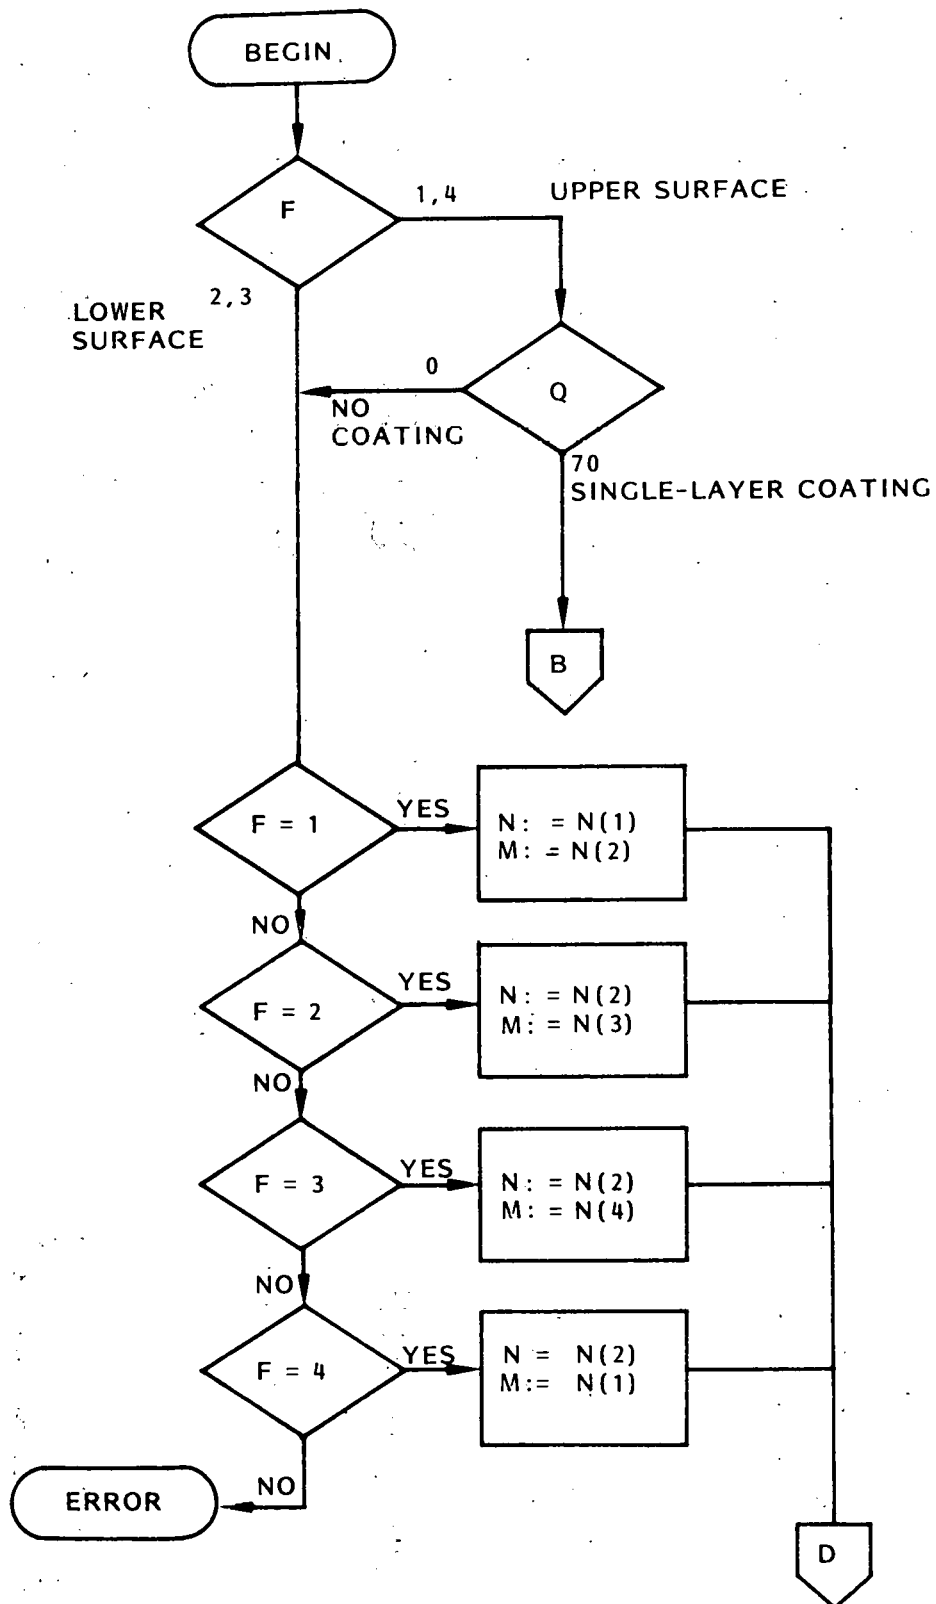 BEGIN
F
1,4
UPPER SURFACE
2,3
LOWER
SURFACE
0
Q
NO
COATING
70
SINGLE-LAYER COATING
B
F = 1
YES
N: = N(1)
M: = N(2)
NO
F = 2
YES
N: = N(2)
M: = N(3)
NO
F = 3
YES
N: = N(2)
M: = N(4)
NO
F = 4
YES
N = N(2)
M:= N(1)
NO
ERROR
D